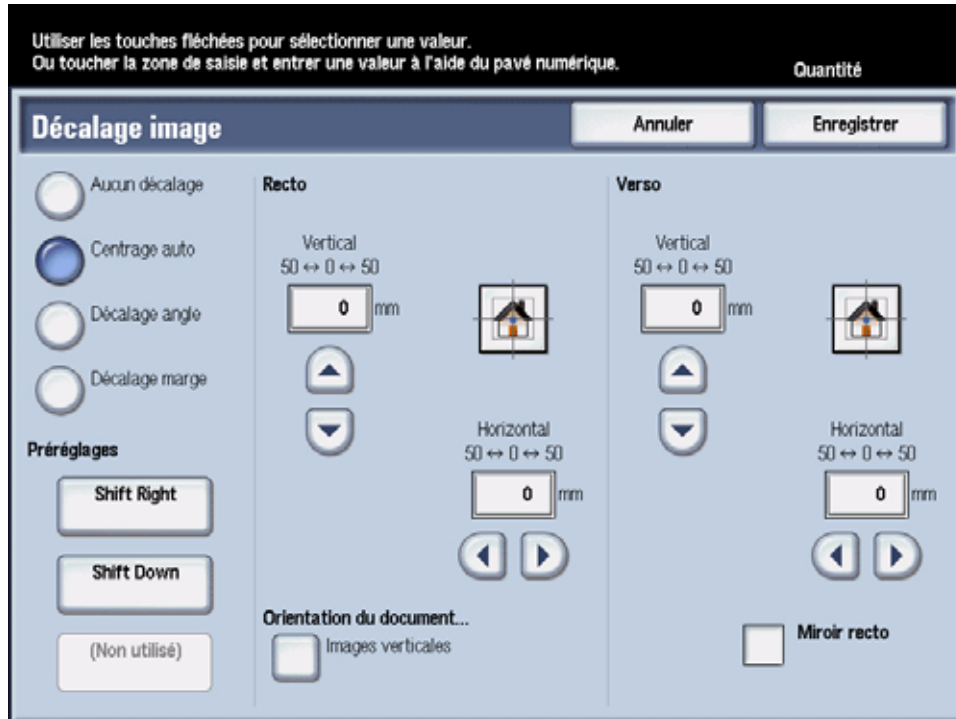 Utiliser les touches fléchées pour sélectionner une valeur.
Ou toucher la zone de saisie et entrer une valeur à l'aide du pavé numérique.
Quantité
Décalage image
Annuler
Enregistrer
Aucun décalage
Centrage auto
Décalage angle
Décalage marge
Préréglages
Shift Right
Shift Down
(Non utilisé)
Recto
Vertical
50 ↔ 0 ↔ 50
0 mm
Horizontal
50 ↔ 0 ↔ 50
0 mm
Orientation du document...
Images verticales
Verso
Vertical
50 ↔ 0 ↔ 50
0 mm
Horizontal
50 ↔ 0 ↔ 50
0 mm
Miroir recto